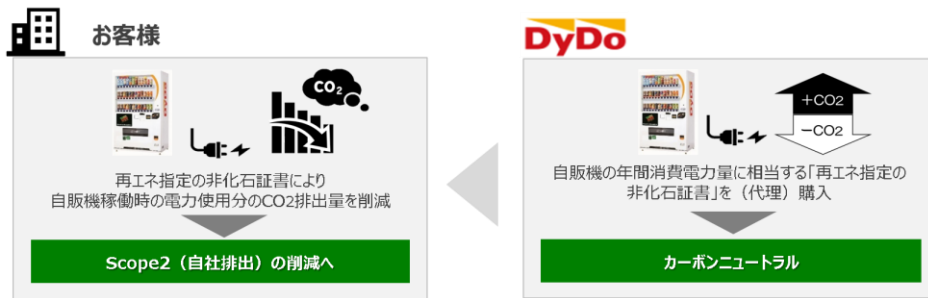 お客様
CO2
再エネ指定の非化石証書により
自販機稼働時の電力使用分のCO2排出量を削減
Scope2（自社排出）の削減へ
DyDo
+CO2
−CO2
自販機の年間消費電力量に相当する「再エネ指定の
非化石証書」を（代理）購入
カーボンニュートラル